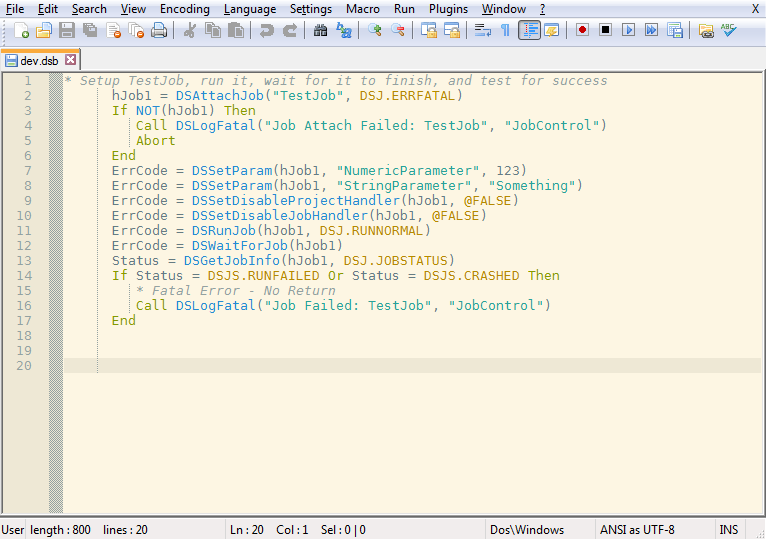 File Edit Search View Encoding Language Settings Macro Run Plugins Window ? X
ABC
dev.dsb
1 * Setup TestJob, run it, wait for it to finish, and test for success
2 hJob1 = DSAttachJob("TestJob", DSJ.ERRFATAL)
3 If NOT(hJob1) Then
4 Call DSLogFatal("Job Attach Failed: TestJob", "JobControl")
5 Abort
6 End
7 ErrCode = DSSetParam(hJob1, "NumericParameter", 123)
8 ErrCode = DSSetParam(hJob1, "StringParameter", "Something")
9 ErrCode = DSSetDisableProjectHandler(hJob1, @FALSE)
10 ErrCode = DSSetDisableJobHandler(hJob1, @FALSE)
11 ErrCode = DSRunJob(hJob1, DSJ.RUNNORMAL)
12 ErrCode = DSWaitForJob(hJob1)
13 Status = DSGetJobInfo(hJob1, DSJ.JOBSTATUS)
14 If Status = DSJS.RUNFAILED Or Status = DSJS.CRASHED Then
15 * Fatal Error - No Return
16 Call DSLogFatal("Job Failed: TestJob", "JobControl")
17 End
18
19
20
User length : 800 lines : 20 Ln : 20 Col : 1 Sel : 0 | 0 Dos\Windows ANSI as UTF-8 INS